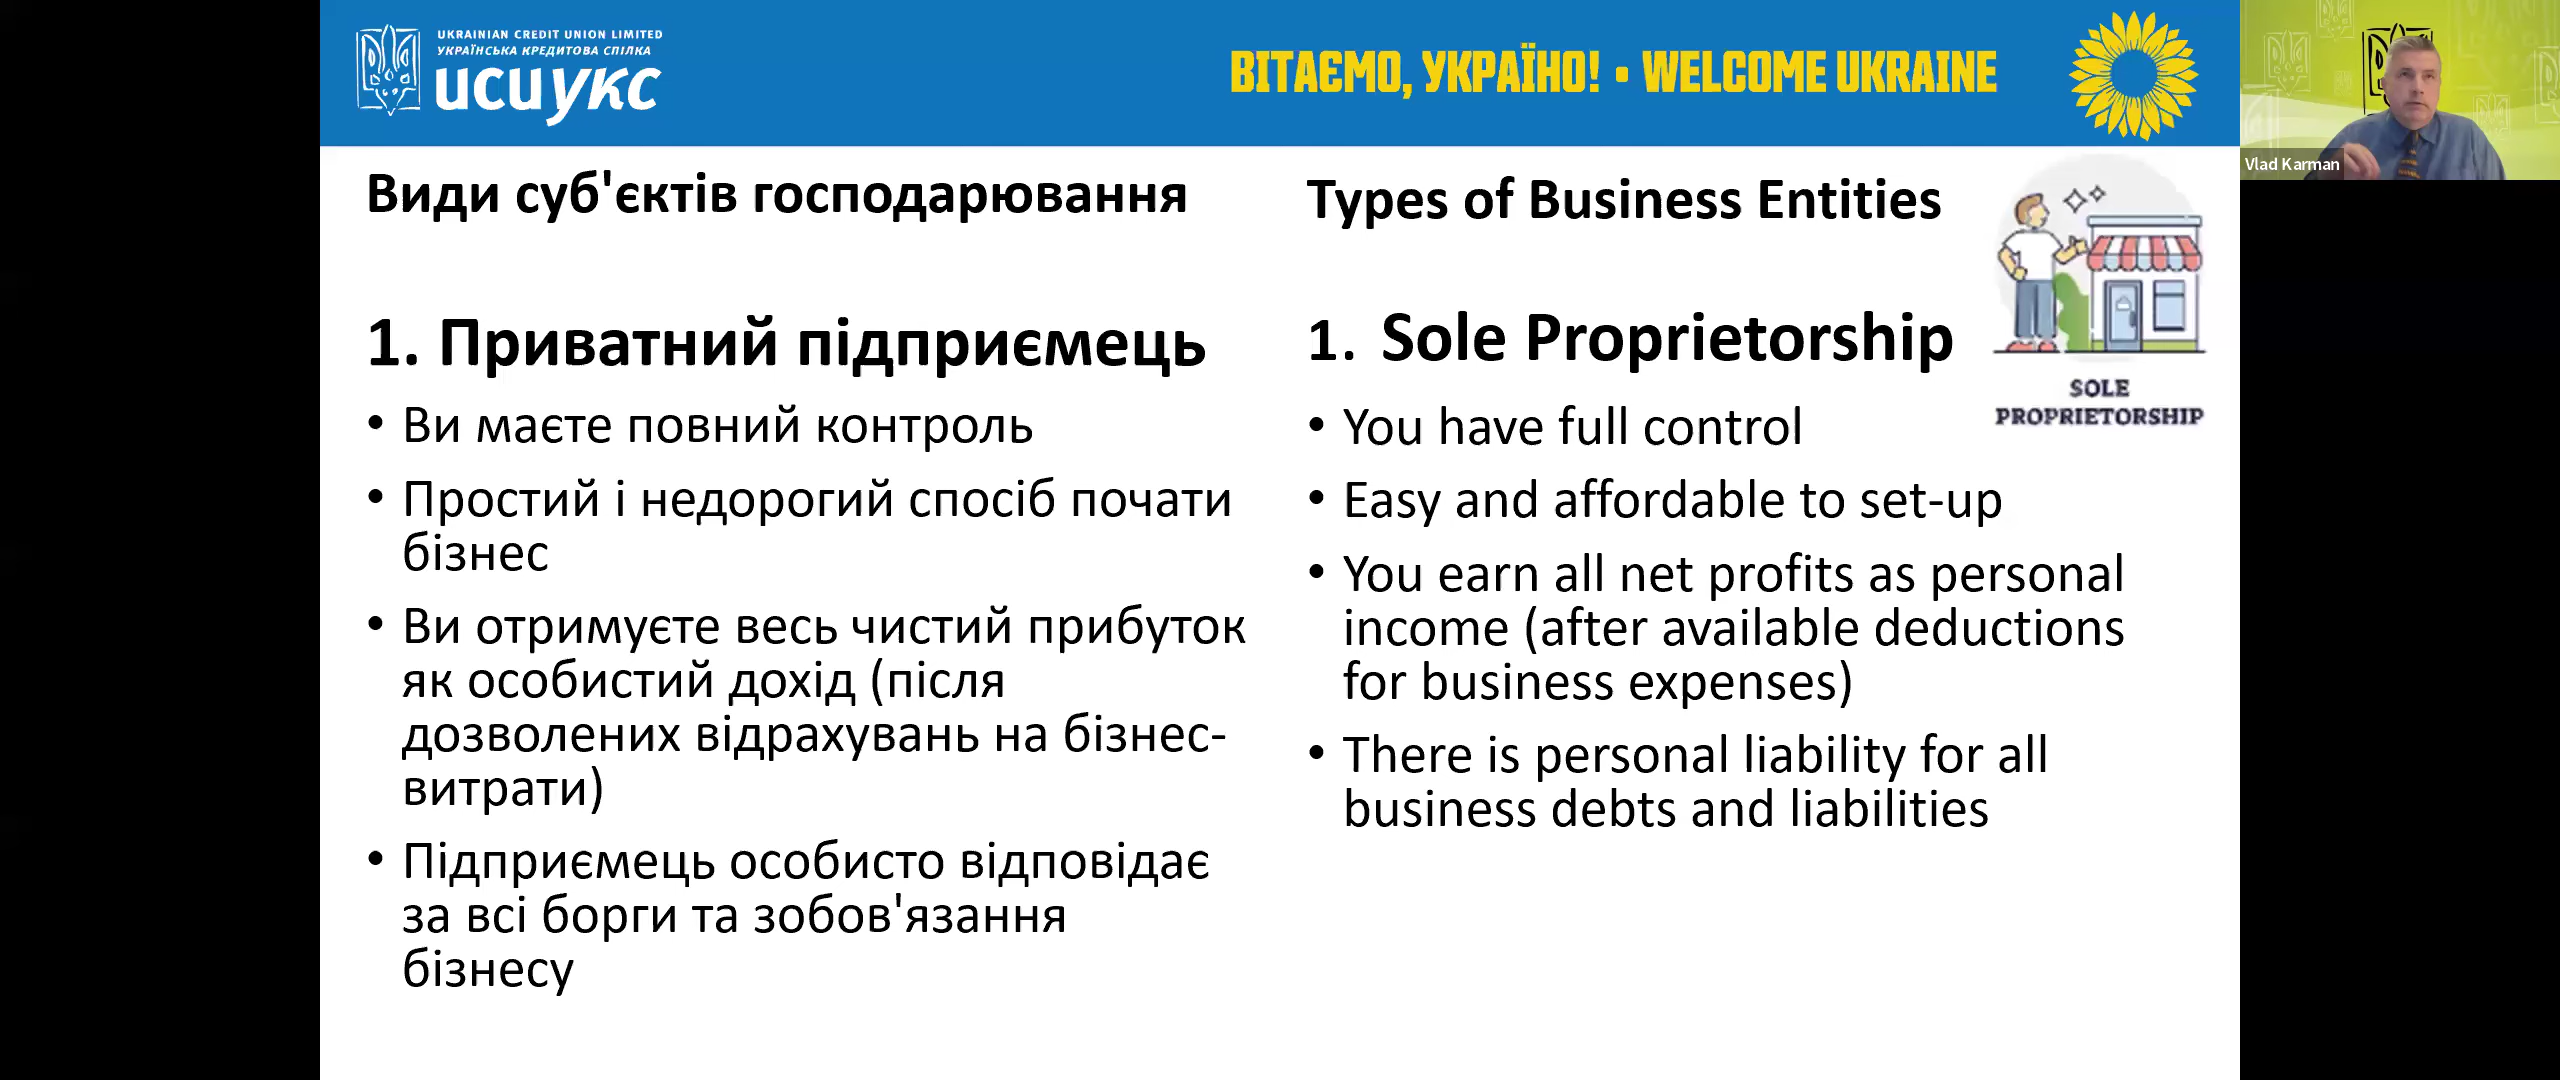 UKRAINIAN CREDIT UNION LIMITED
УКРАЇНСЬКА КРЕДИТОВА СПІЛКА
UCUУКС
ВІТАЄМО, УКРАЇНО! • WELCOME UKRAINE
Vlad Karman
Види суб'єктів господарювання
1. Приватний підприємець
• Ви маєте повний контроль
• Простий і недорогий спосіб почати
бізнес
• Ви отримуєте весь чистий прибуток
як особистий дохід (після
дозволених відрахувань на бізнес-
витрати)
• Підприємець особисто відповідає
за всі борги та зобов'язання
бізнесу
Types of Business Entities
1. Sole Proprietorship
• You have full control
• Easy and affordable to set-up
• You earn all net profits as personal
income (after available deductions
for business expenses)
• There is personal liability for all
business debts and liabilities
SOLE
PROPRIETORSHIP